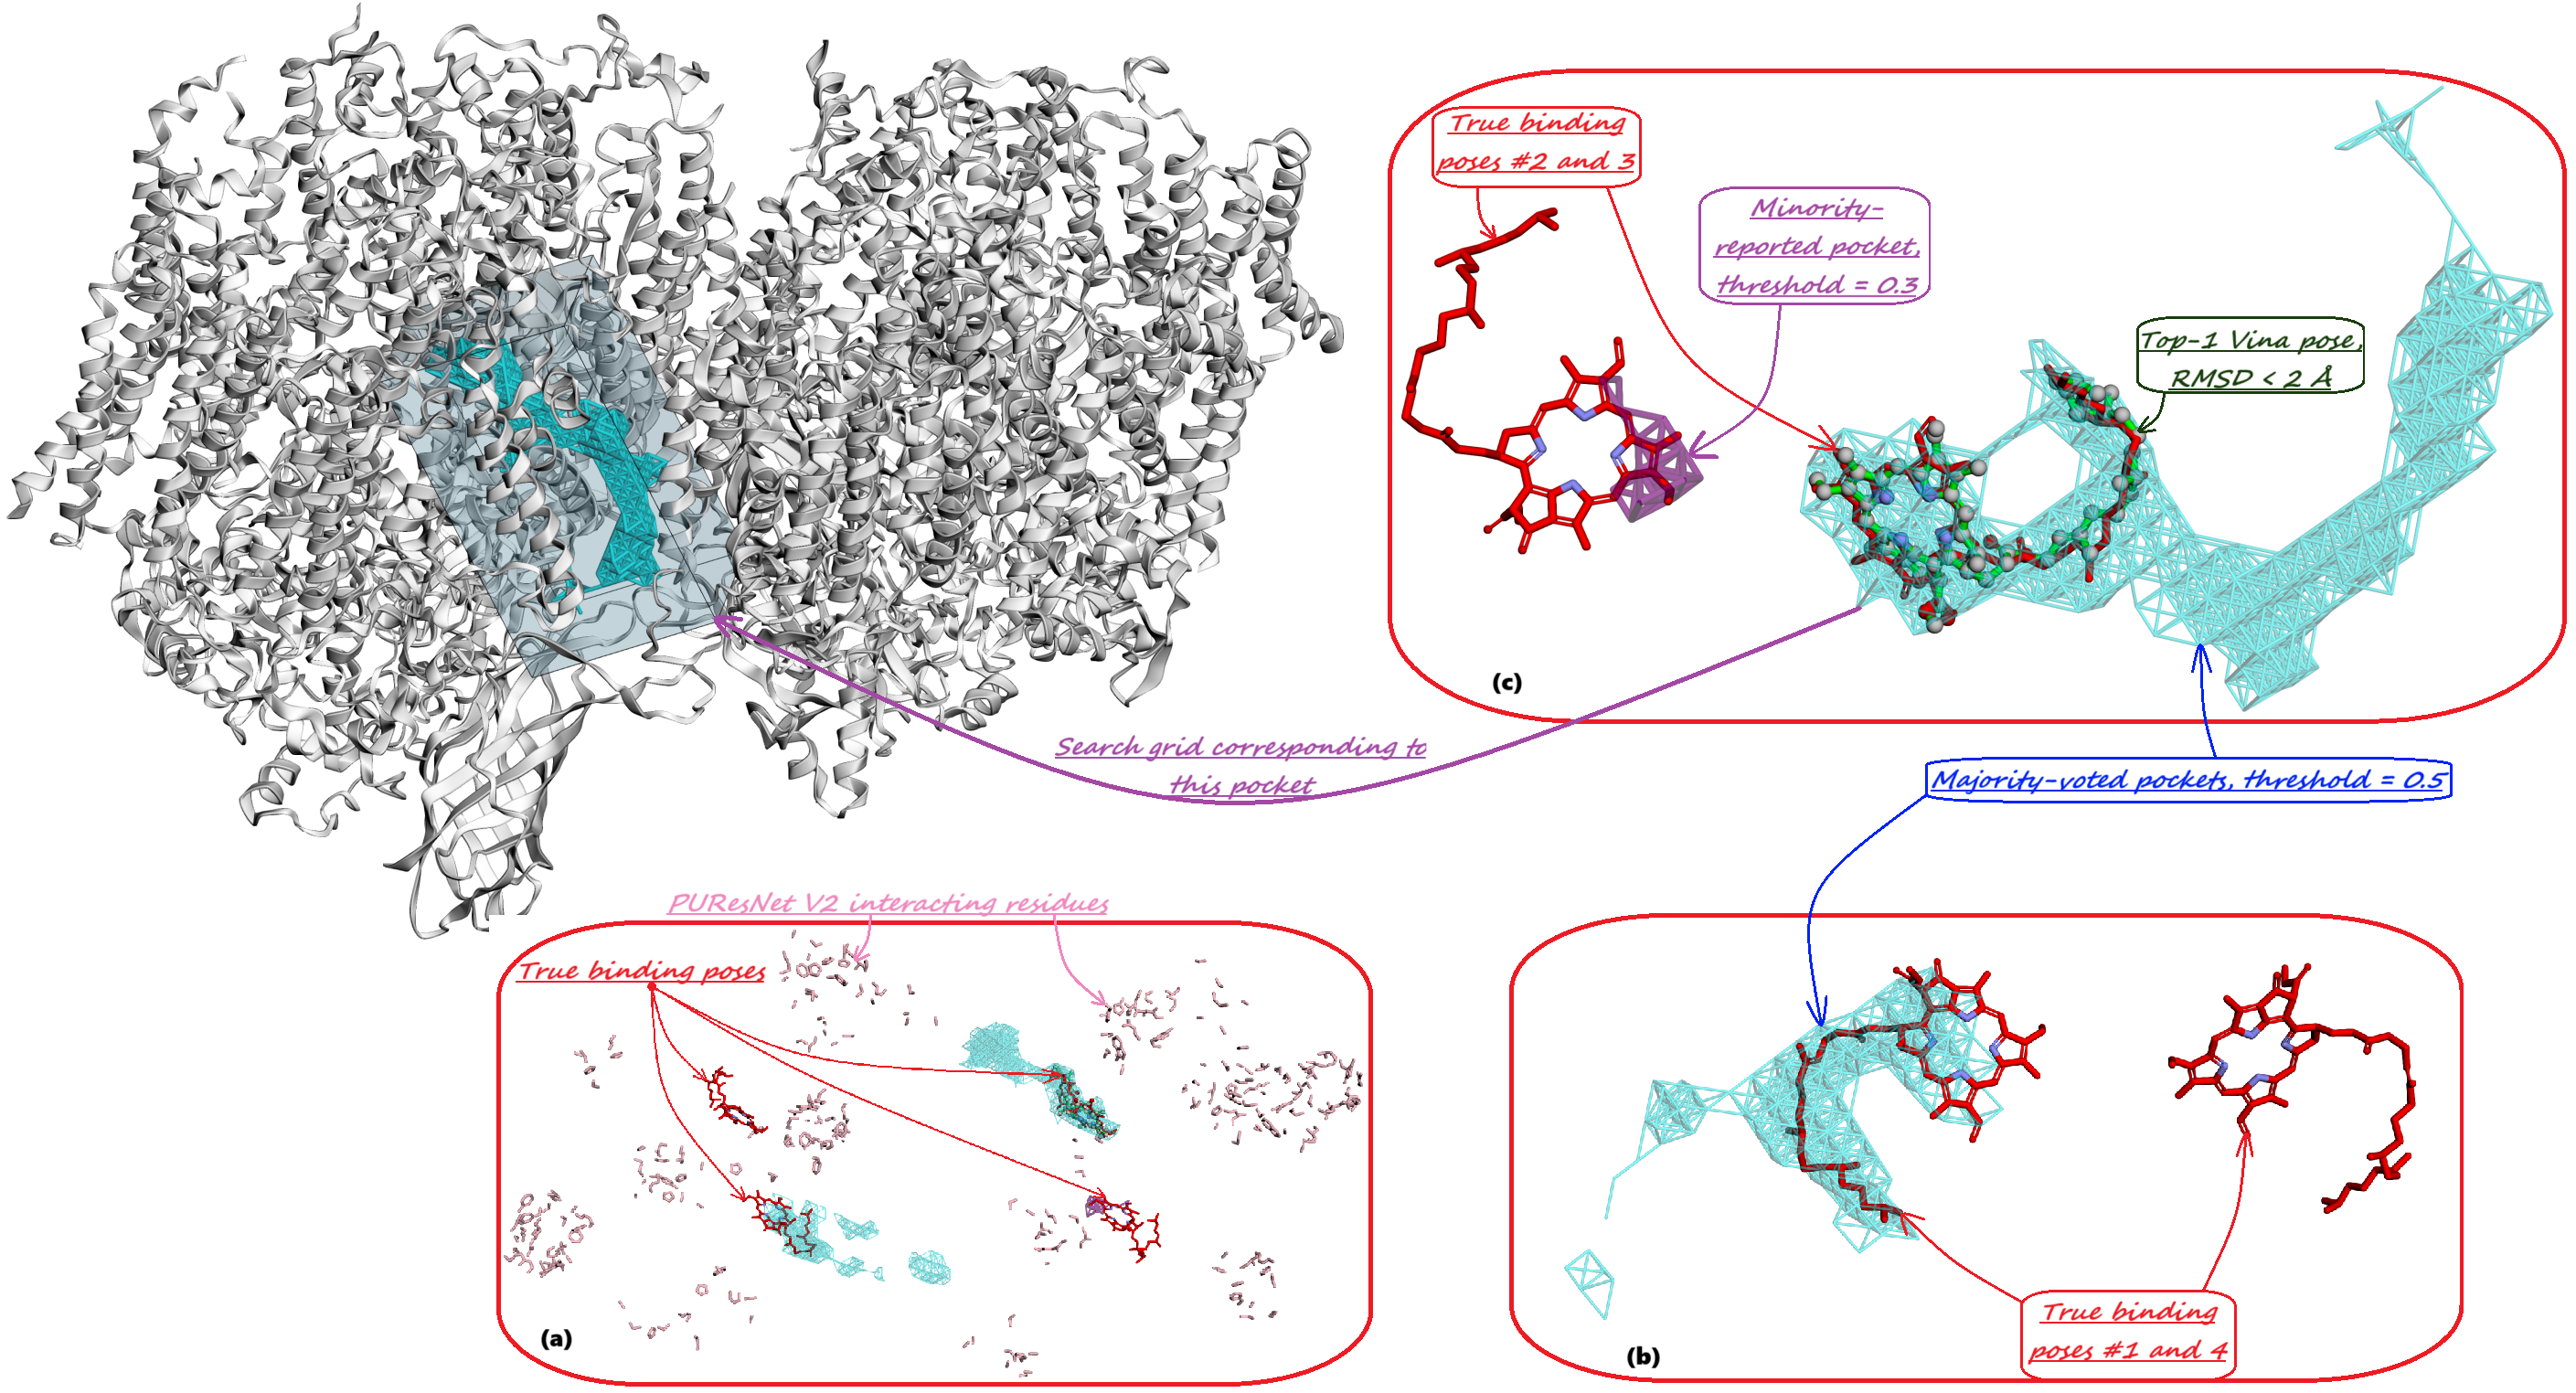 True binding
poses #2 and 3
Minority-
reported pocket,
threshold = 0.3
Top-1 Vina pose,
RMSD < 2 Å
(c)
Search grid corresponding to
this pocket
Majority-voted pockets, threshold = 0.5
PUResNet V2 interacting residues
True binding poses
(a)
True binding
poses #1 and 4
(b)